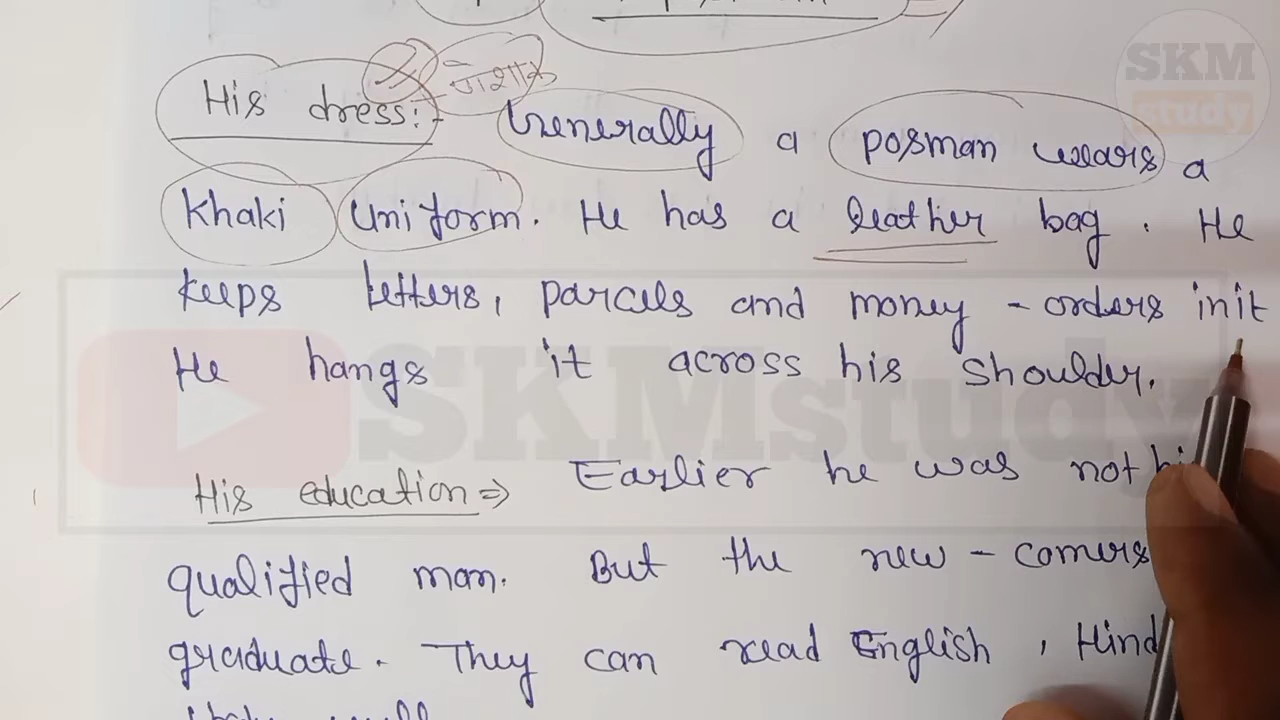 SKM
study
His dress:-
Generally a posman wears a
Khaki Uniform. He has a leather bag. He
keeps letters, parcels and money - orders in it
He hangs it across his shoulder.
SKMstudy
His education ⇒ Earlier he was not
qualified man. But the new - comers
graduate. They can read English, Hind